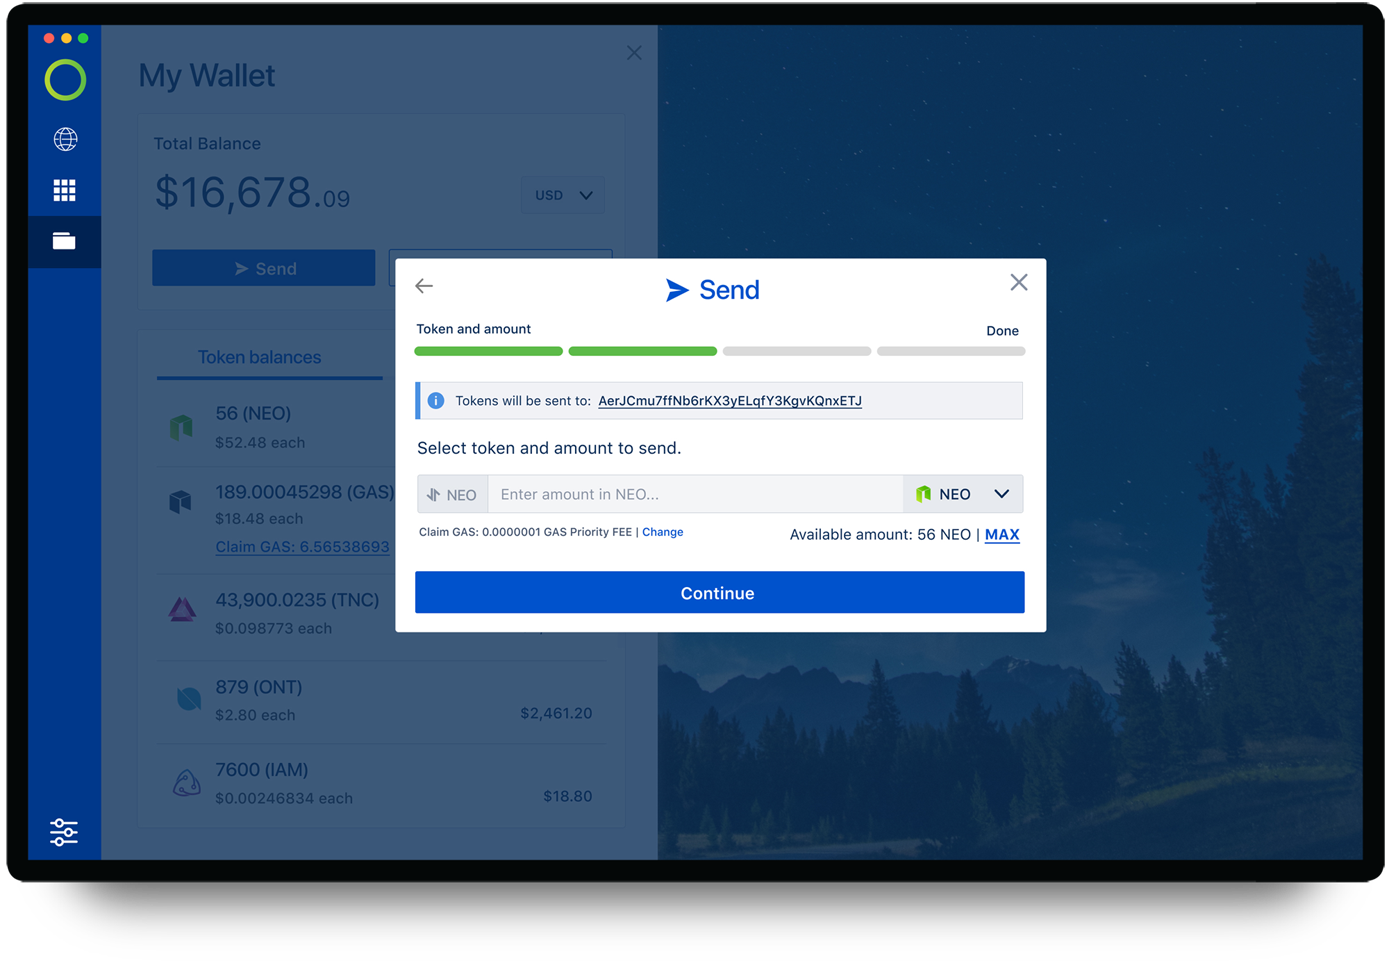 My Wallet
Total Balance
$16,678.09
USD
Send
Token balances
56 (NEO)
$52.48 each
189.00045298 (GAS)
$18.48 each
Claim GAS: 6.56538693
43,900.0235 (TNC)
$0.098773 each
879 (ONT)
$2.80 each
$2,461.20
7600 (IAM)
$0.00246834 each
$18.80
Send
Token and amount
Done
Tokens will be sent to: AerJCmu7ffNb6rKX3yELqfY3KgvKQnxETJ
Select token and amount to send.
NEO
Enter amount in NEO...
NEO
Claim GAS: 0.0000001 GAS Priority FEE | Change
Available amount: 56 NEO | MAX
Continue